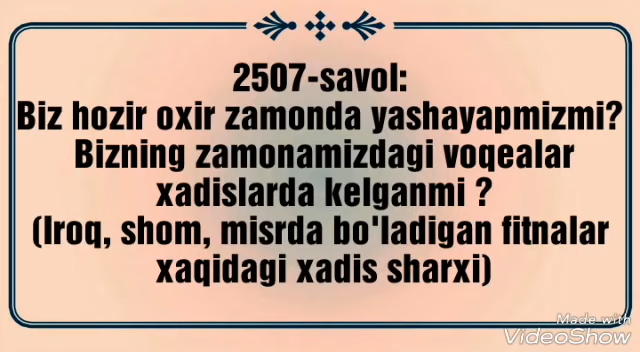 2507-savol:
Biz hozir oxir zamonda yashayapmizmi?
Bizning zamonamizdagi voqealar
xadislarda kelganmi ?
(Iroq, shom, misrda bo'ladigan fitnalar
xaqidagi xadis sharxi)
Made with
VideoShow